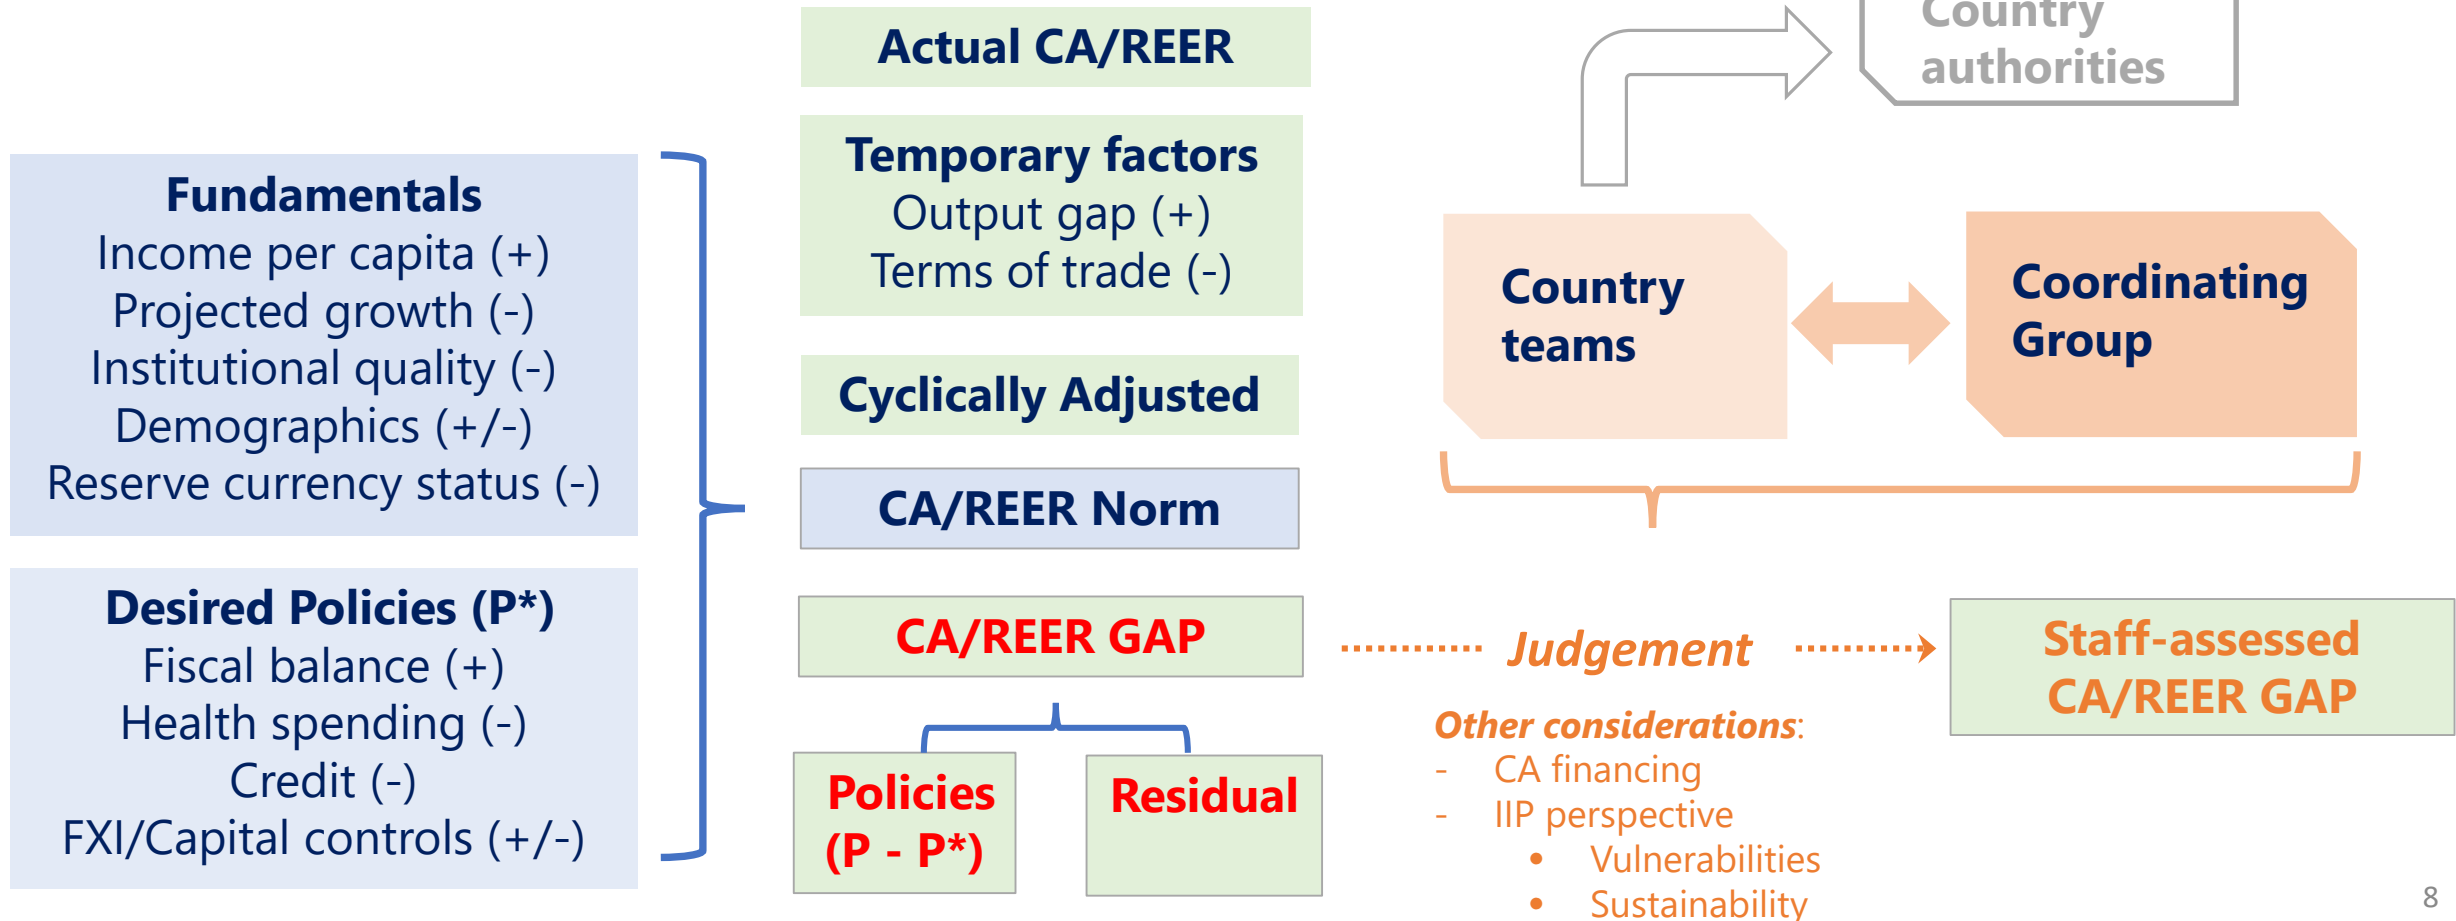 Fundamentals
Income per capita (+)
Projected growth (-)
Institutional quality (-)
Demographics (+/-)
Reserve currency status (-)
Desired Policies (P*)
Fiscal balance (+)
Health spending (-)
Credit (-)
FXI/Capital controls (+/-)
Actual CA/REER
Temporary factors
Output gap (+)
Terms of trade (-)
Cyclically Adjusted
CA/REER Norm
CA/REER GAP
Policies
(P - P*)
Residual
Country
authorities
Country
teams
Coordinating
Group
Judgement
Other considerations:
- CA financing
- IIP perspective
• Vulnerabilities
• Sustainability
Staff-assessed
CA/REER GAP
8